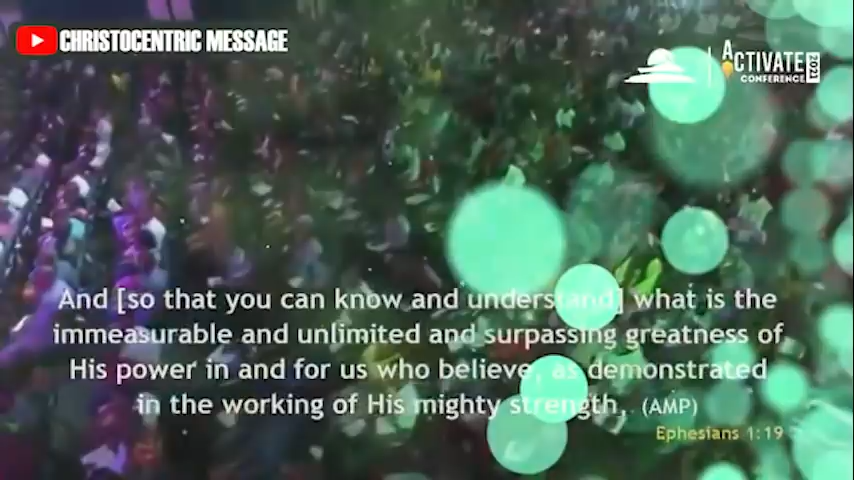 CHRISTOCENTRIC MESSAGE
ACTIVATE
CONFERENCE 2021
And [so that you can know and understand] what is the
immeasurable and unlimited and surpassing greatness of
His power in and for us who believe, as demonstrated
in the working of His mighty strength, (AMP)
Ephesians 1:19